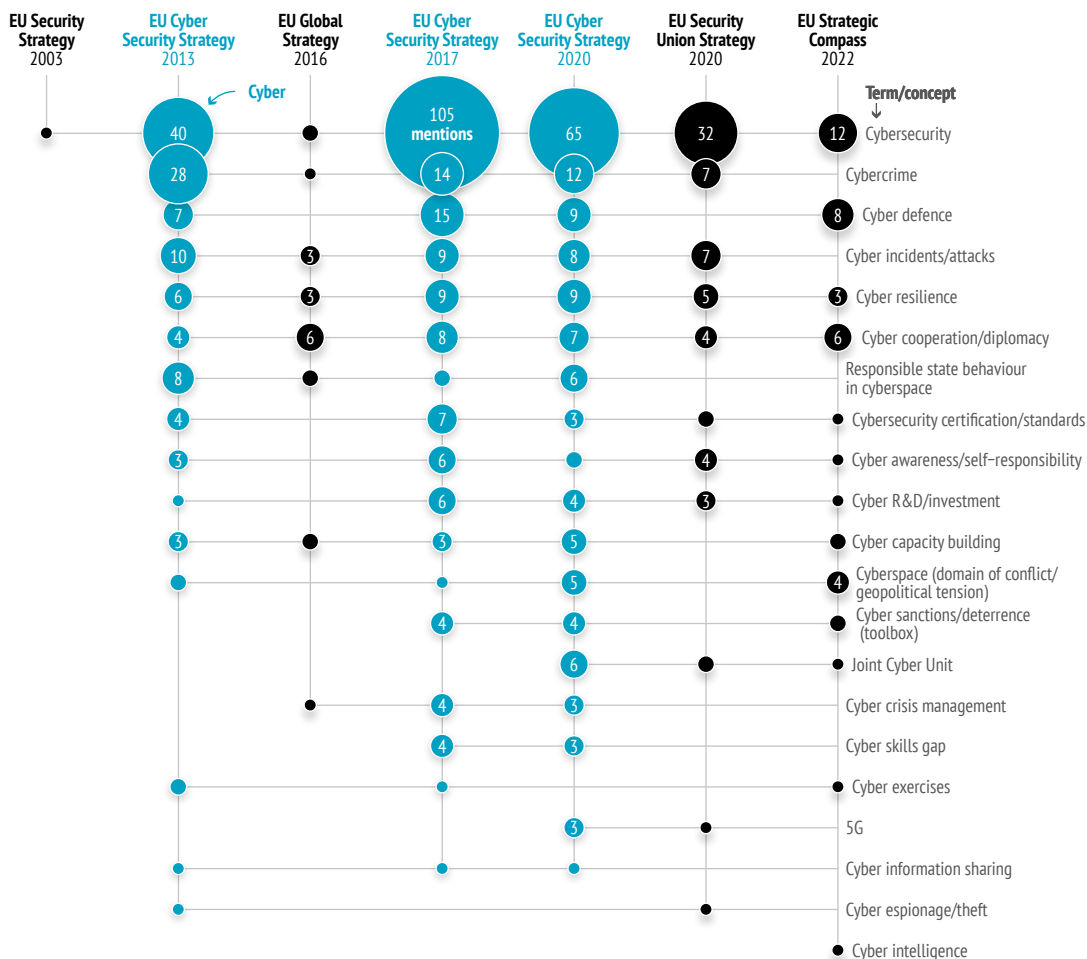 EU Security
Strategy
2003
EU Cyber
Security Strategy
2013
EU Global
Strategy
2016
EU Cyber
Security Strategy
2017
EU Cyber
Security Strategy
2020
EU Security
Union Strategy
2020
EU Strategic
Compass
2022
Cyber
Term/concept
40
105
mentions
65
32
12
Cybersecurity
28
14
12
7
Cybercrime
7
15
9
8
Cyber defence
10
3
9
8
7
Cyber incidents/attacks
6
3
9
9
5
3
Cyber resilience
4
6
8
7
4
6
Cyber cooperation/diplomacy
8
6
Responsible state behaviour
in cyberspace
4
7
3
Cybersecurity certification/standards
3
6
4
Cyber awareness/self-responsibility
6
4
3
Cyber R&D/investment
3
3
5
Cyber capacity building
5
4
Cyberspace (domain of conflict/
geopolitical tension)
4
4
Cyber sanctions/deterrence
(toolbox)
6
Joint Cyber Unit
4
3
Cyber crisis management
4
3
Cyber skills gap
Cyber exercises
3
5G
Cyber information sharing
Cyber espionage/theft
Cyber intelligence